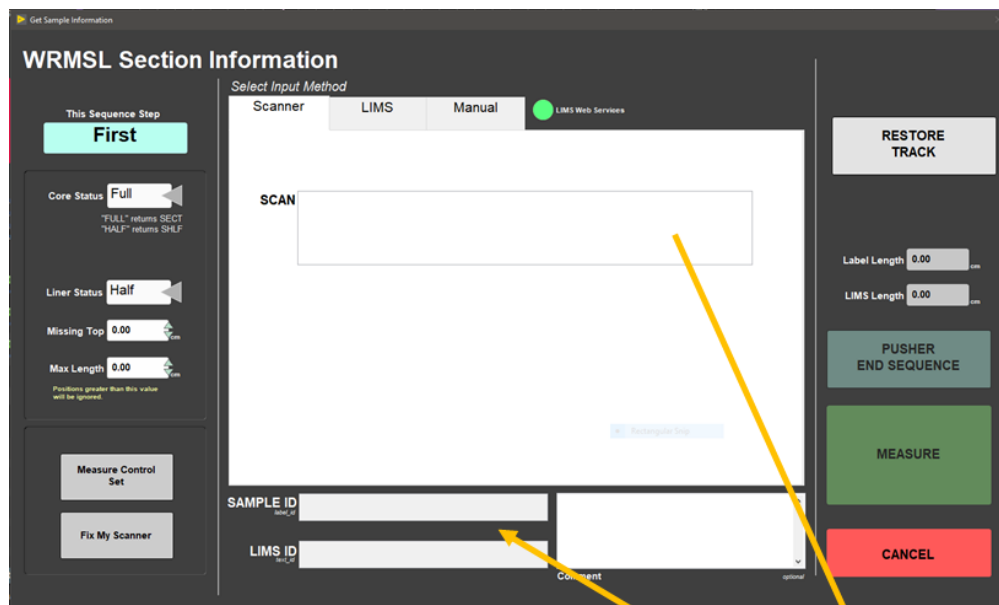 Get Sample Information
WRMSL Section Information
This Sequence Step
First
Core Status Full
"FULL" returns SECT
"HALF" returns SHLF
Liner Status Half
Missing Top 0.00 cm
Max Length 0.00 cm
Positions greater than this value
will be ignored.
Measure Control
Set
Fix My Scanner
Select Input Method
Scanner LIMS Manual LIMS Web Services
SCAN
Rectangular Snip
SAMPLE ID
label_id
LIMS ID
text_id
Comment optional
RESTORE
TRACK
Label Length 0.00 cm
LIMS Length 0.00 cm
PUSHER
END SEQUENCE
MEASURE
CANCEL